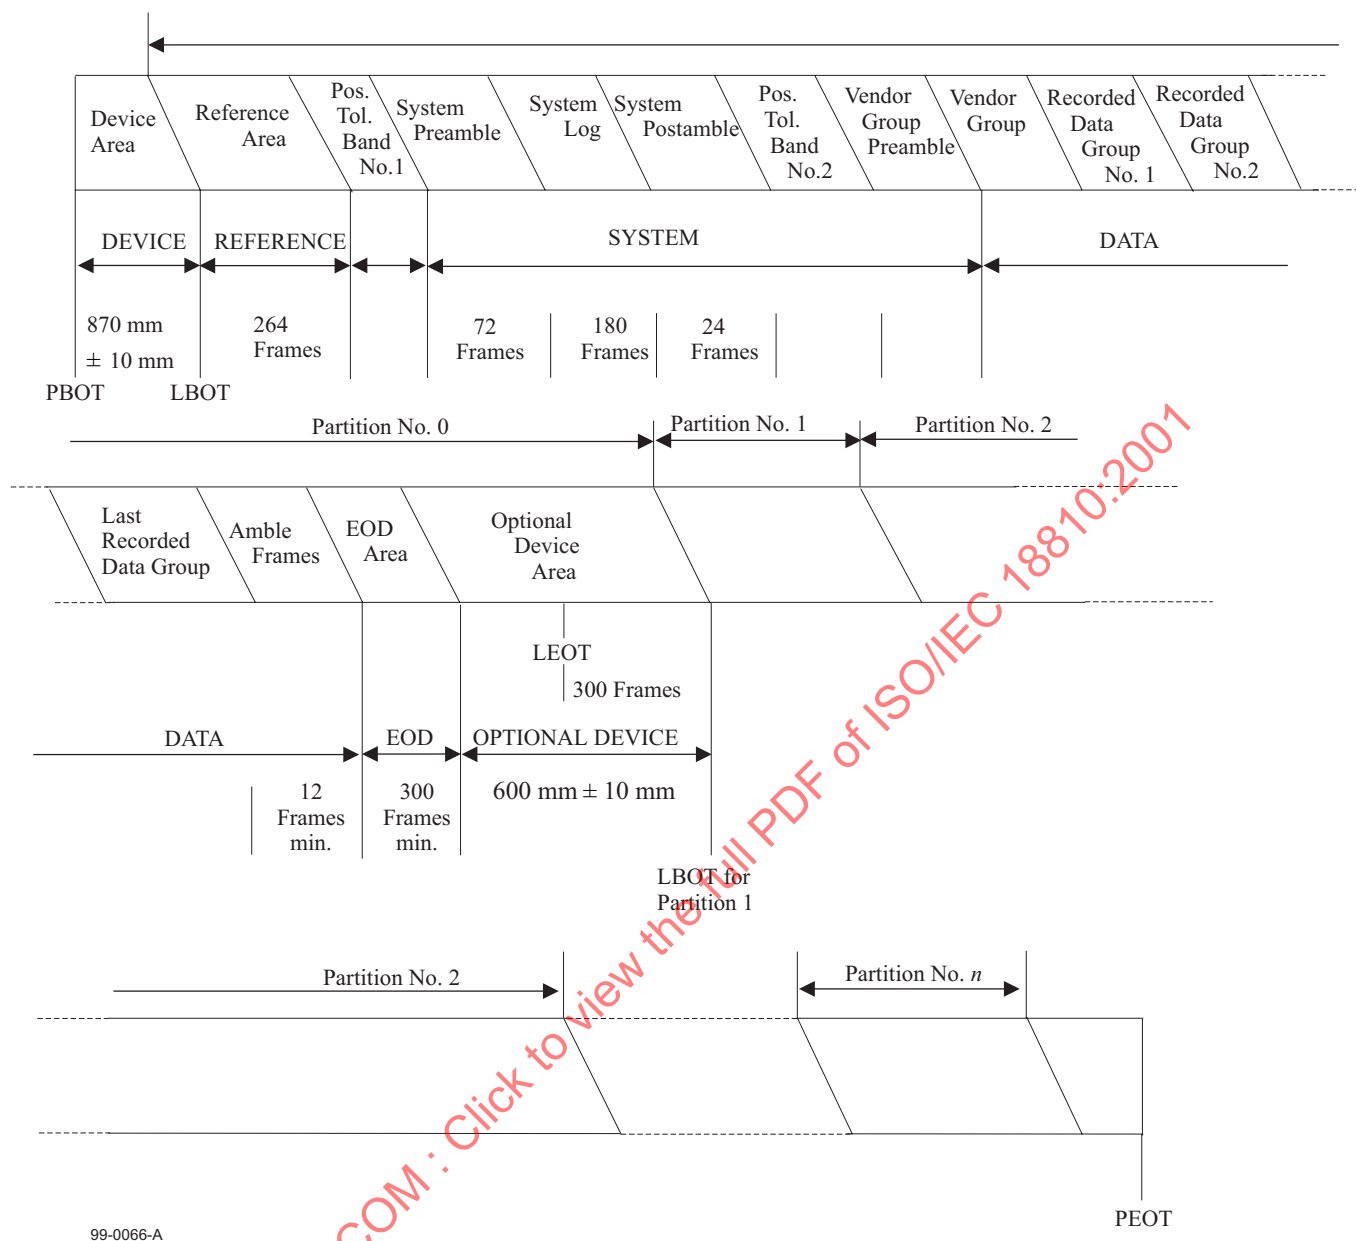 Device
Area
Reference
Area
Pos.
Tol.
Band
No.1
System
Preamble
System
Log
System
Postamble
Pos.
Tol.
Band
No.2
Vendor
Group
Preamble
Vendor
Group
Recorded
Data
Group
No. 1
Recorded
Data
Group
No.2
DEVICE
REFERENCE
SYSTEM
DATA
870 mm
± 10 mm
264
Frames
72
Frames
180
Frames
24
Frames
PBOT
LBOT
Partition No. 0
Partition No. 1
Partition No. 2
Last
Recorded
Data Group
Amble
Frames
EOD
Area
Optional
Device
Area
LEOT
300 Frames
DATA
EOD
OPTIONAL DEVICE
12
Frames
min.
300
Frames
min.
600 mm ± 10 mm
LBOT for
Partition 1
Partition No. 2
Partition No. n
PEOT
99-0066-A
COM : Click to view the full PDF of ISO/IEC 18810:2001